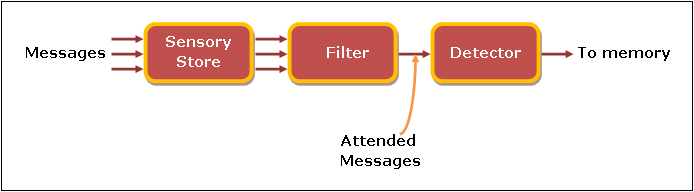 Messages
Sensory
Store
Filter
Detector
To memory
Attended
Messages